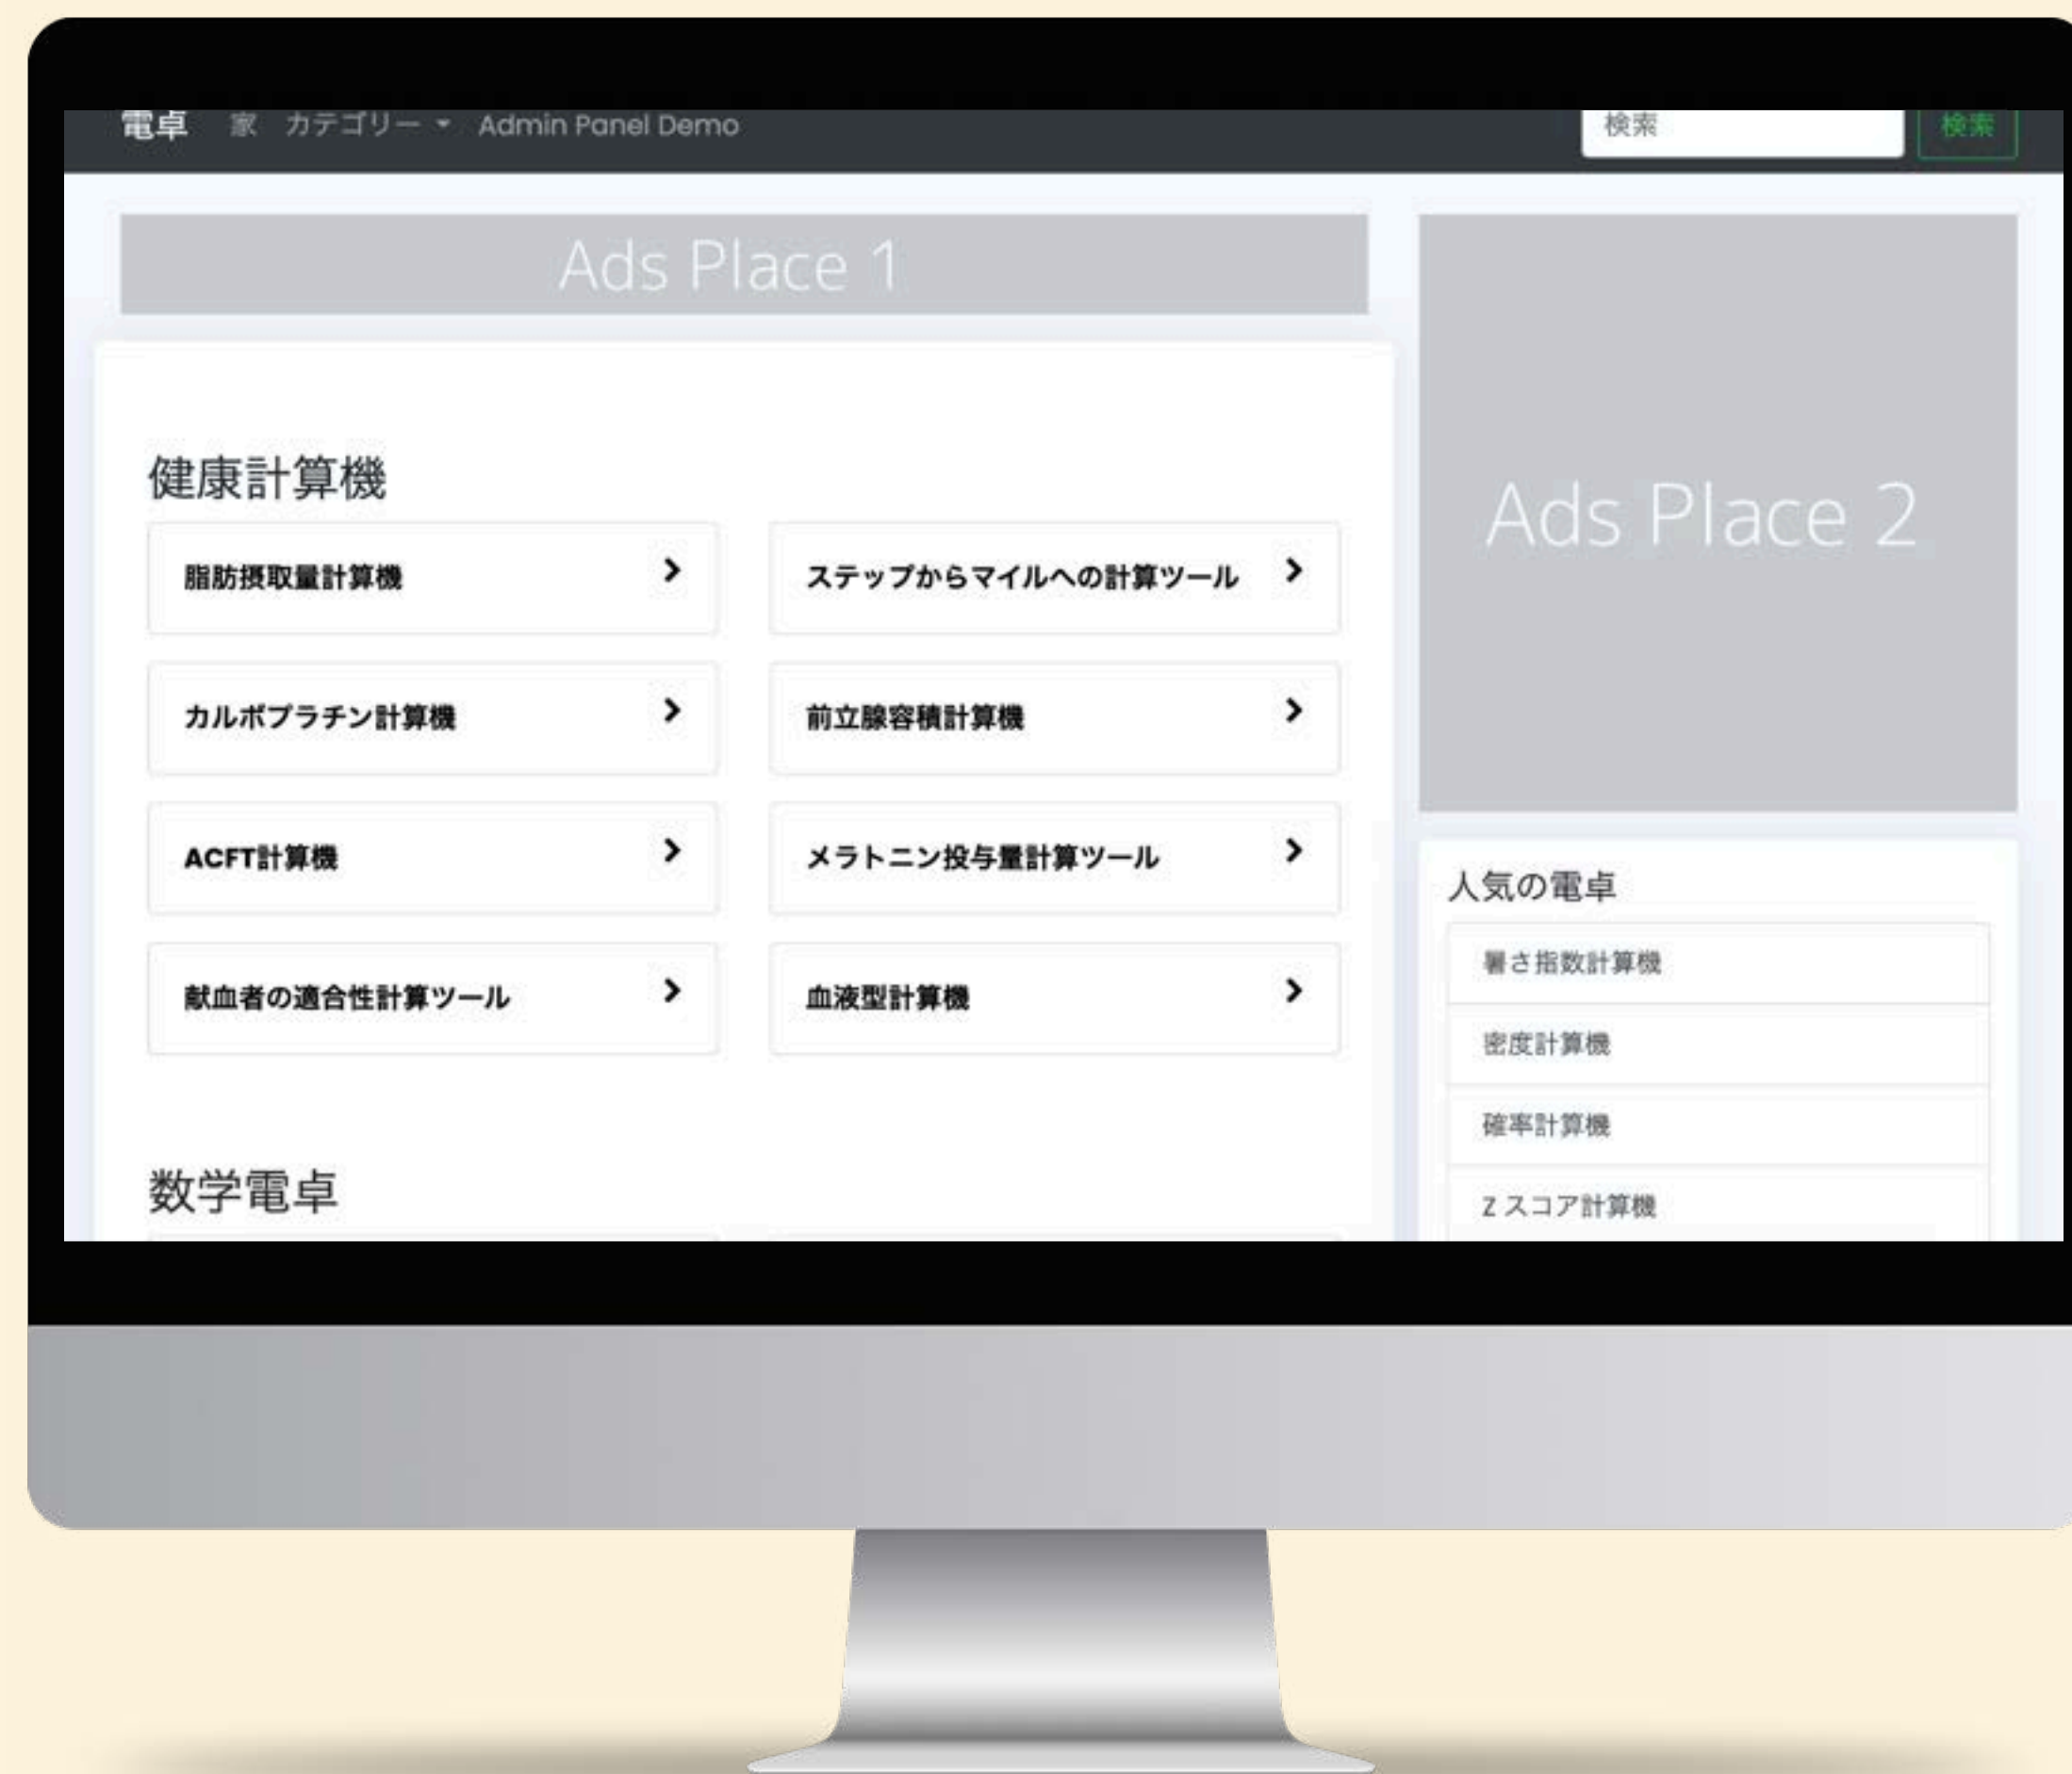 電卓 家 カテゴリー Admin Panel Demo 検索 検索
Ads Place 1
Ads Place 2
健康計算機
脂肪摂取量計算機
ステップからマイルへの計算ツール
カルボプラチン計算機
前立腺容積計算機
ACFT計算機
メラトニン投与量計算ツール
献血者の適合性計算ツール
血液型計算機
数学電卓
人気の電卓
暑さ指数計算機
密度計算機
確率計算機
Z スコア計算機